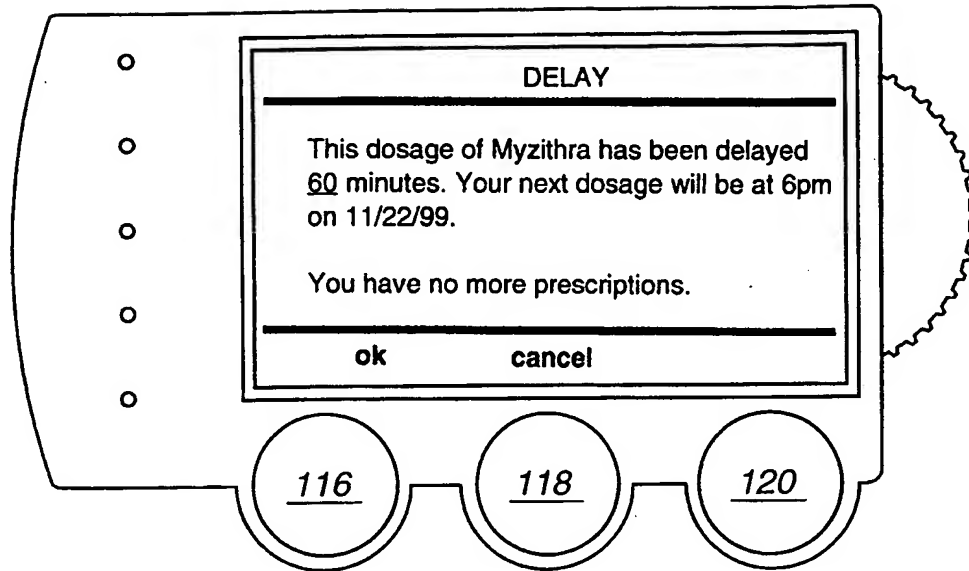 DELAY
This dosage of Myzithra has been delayed
60 minutes. Your next dosage will be at 6pm
on 11/22/99.
You have no more prescriptions.
ok cancel
116 118 120